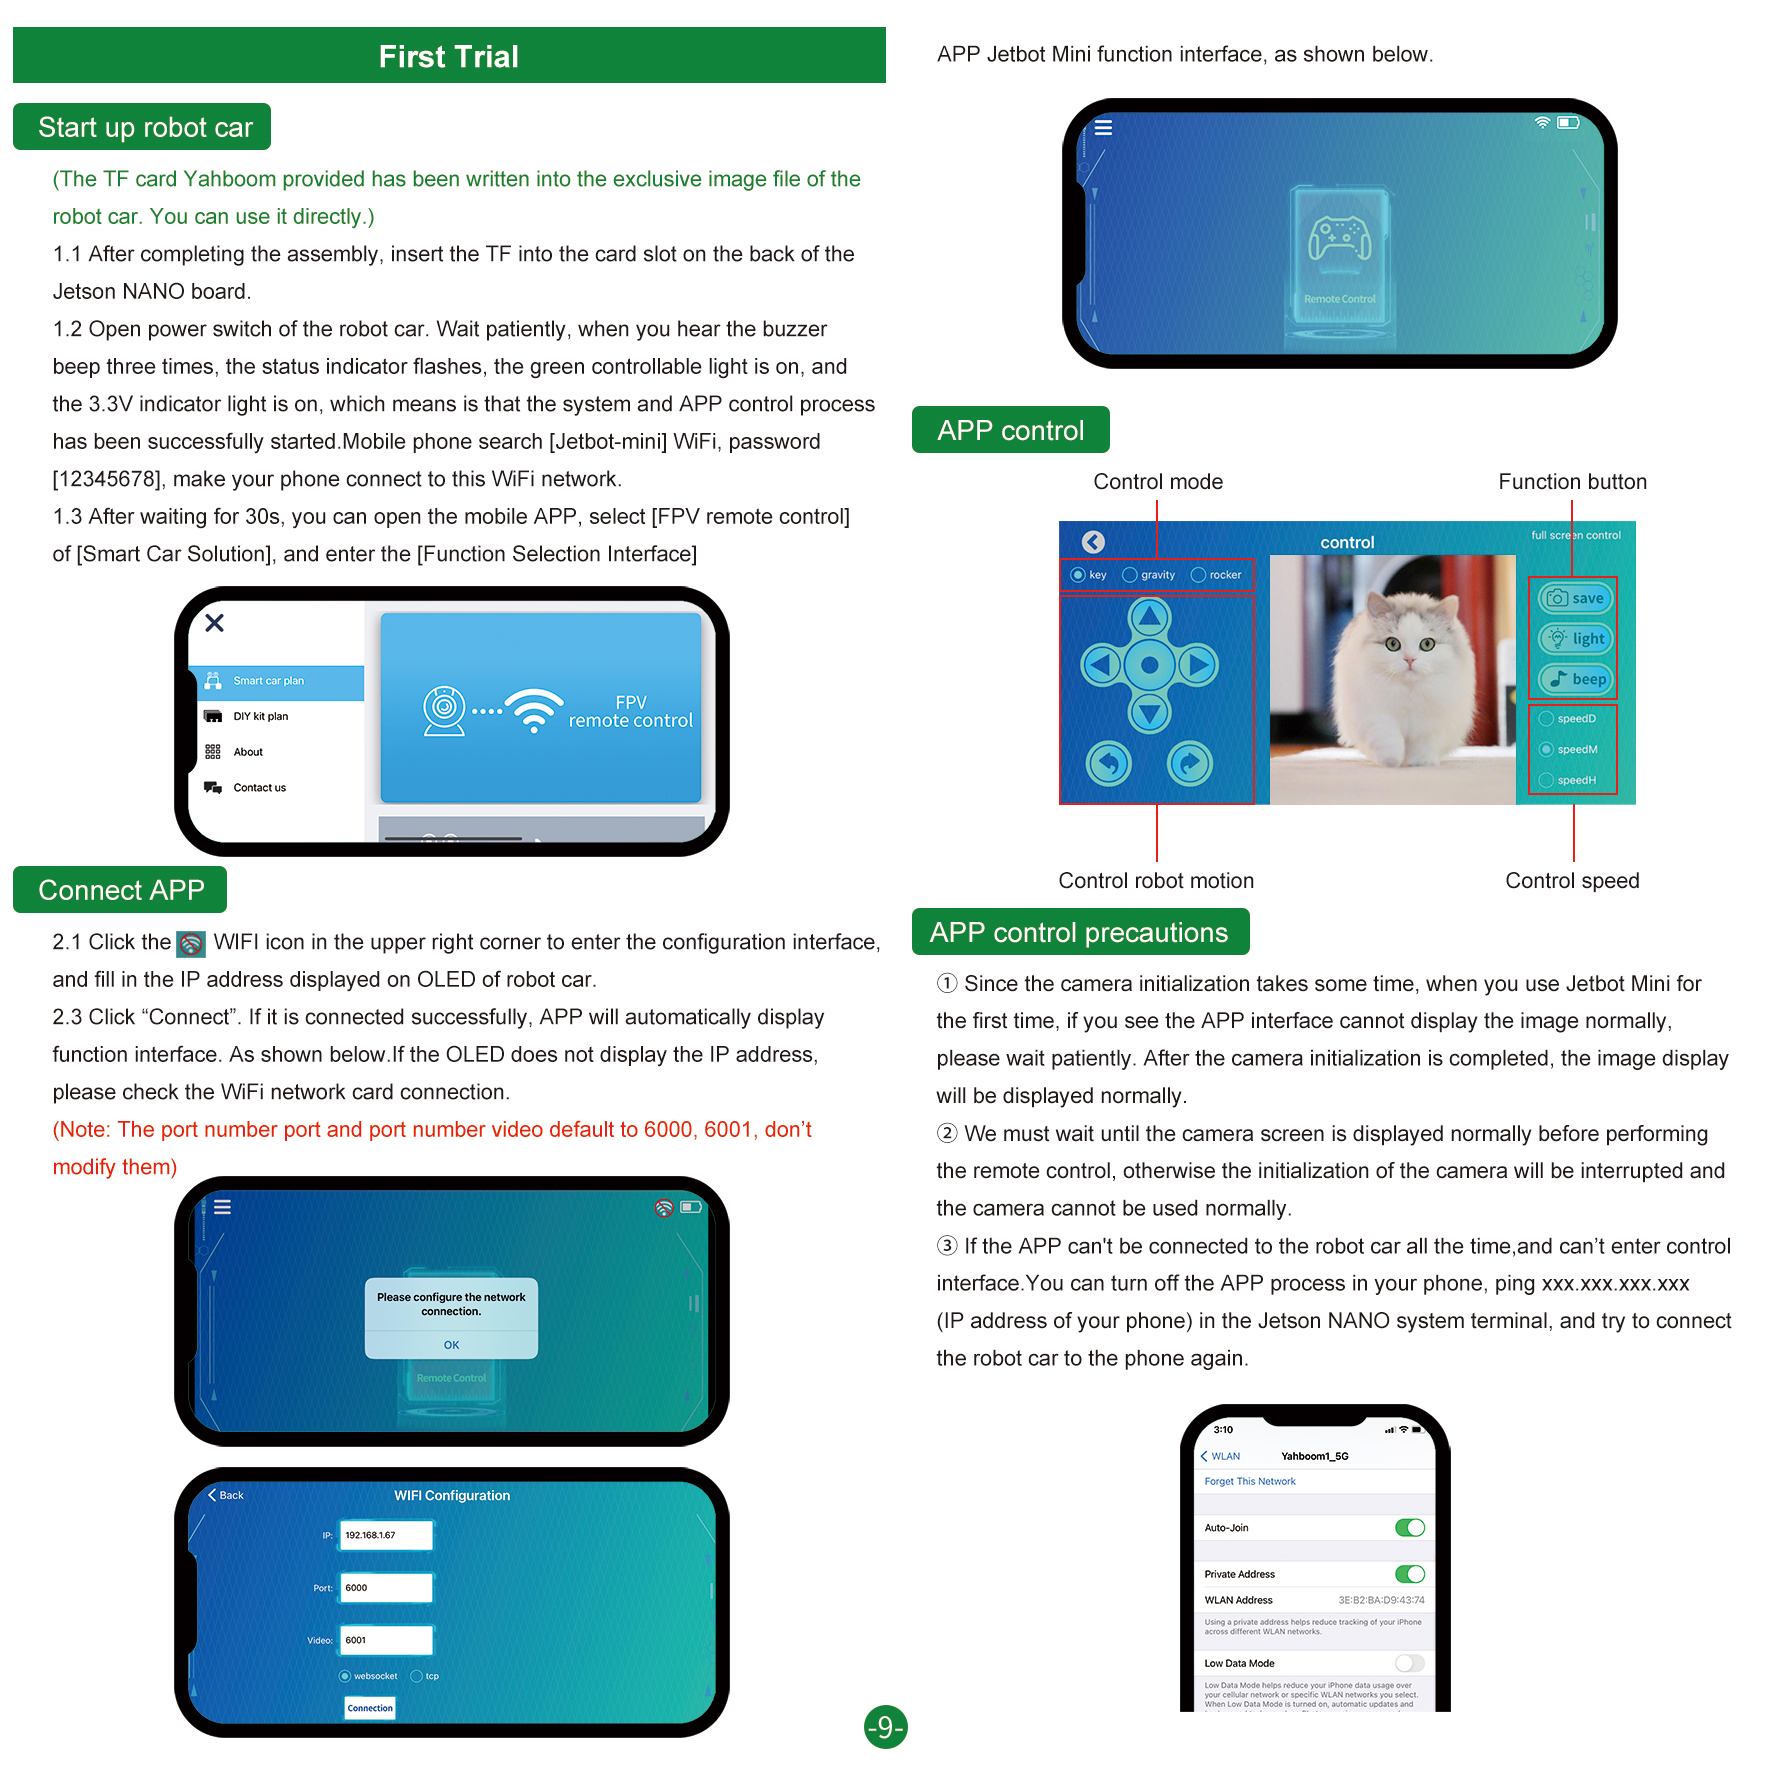 First Trial
Start up robot car
(The TF card Yahboom provided has been written into the exclusive image file of the
robot car. You can use it directly.)
1.1 After completing the assembly, insert the TF into the card slot on the back of the
Jetson NANO board.
1.2 Open power switch of the robot car. Wait patiently, when you hear the buzzer
beep three times, the status indicator flashes, the green controllable light is on, and
the 3.3V indicator light is on, which means is that the system and APP control process
has been successfully started.Mobile phone search [Jetbot-mini] WiFi, password
[12345678], make your phone connect to this WiFi network.
1.3 After waiting for 30s, you can open the mobile APP, select [FPV remote control]
of [Smart Car Solution], and enter the [Function Selection Interface]
Smart car plan
DIY kit plan
About
Contact us
FPV
remote control
Connect APP
2.1 Click the WIFI icon in the upper right corner to enter the configuration interface,
and fill in the IP address displayed on OLED of robot car.
2.3 Click “Connect”. If it is connected successfully, APP will automatically display
function interface. As shown below.If the OLED does not display the IP address,
please check the WiFi network card connection.
(Note: The port number port and port number video default to 6000, 6001, don’t
modify them)
Please configure the network
connection.
OK
Remote Control
Back
WIFI Configuration
IP: 192.168.1.67
Port: 6000
Video: 6001
websocket tcp
Connection
APP Jetbot Mini function interface, as shown below.
Remote Control
APP control
Control mode
Function button
control
full screen control
key gravity rocker
save
light
beep
speedD
speedM
speedH
Control robot motion
Control speed
APP control precautions
① Since the camera initialization takes some time, when you use Jetbot Mini for
the first time, if you see the APP interface cannot display the image normally,
please wait patiently. After the camera initialization is completed, the image display
will be displayed normally.
② We must wait until the camera screen is displayed normally before performing
the remote control, otherwise the initialization of the camera will be interrupted and
the camera cannot be used normally.
③ If the APP can't be connected to the robot car all the time,and can’t enter control
interface.You can turn off the APP process in your phone, ping xxx.xxx.xxx.xxx
(IP address of your phone) in the Jetson NANO system terminal, and try to connect
the robot car to the phone again.
3:10
WLAN
Yahboom1_5G
Forget This Network
Auto-Join
Private Address
WLAN Address 3E:B2:BA:D9:43:74
Using a private address helps reduce tracking of your iPhone
across different WLAN networks.
Low Data Mode
Low Data Mode helps reduce your iPhone data usage over
your cellular network or specific WLAN networks you select.
When Low Data Mode is turned on, automatic updates and
-9-